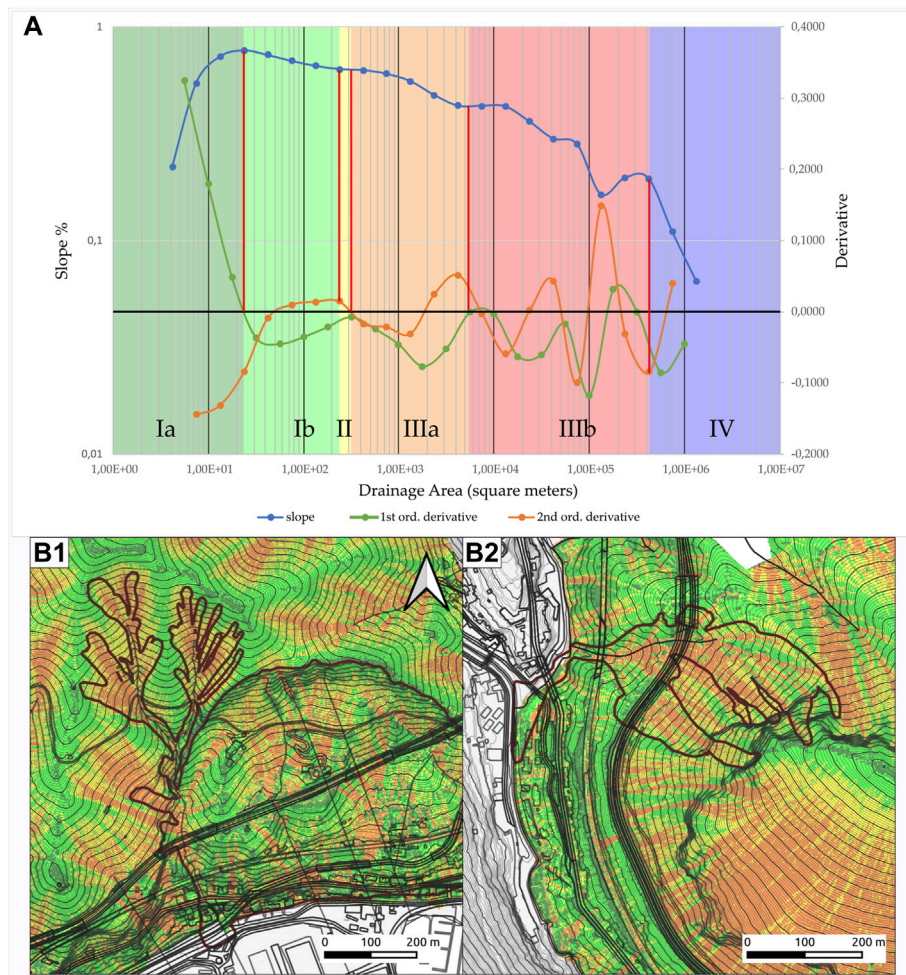 A
1
0,1
0,01
Slope %
0,4000
0,3000
0,2000
0,1000
0,0000
-0,1000
-0,2000
Derivative
Ia
Ib
II
IIIa
IIIb
IV
1,00E+00 1,00E+01 1,00E+02 1,00E+03 1,00E+04 1,00E+05 1,00E+06 1,00E+07
Drainage Area (square meters)
slope 1st ord. derivative 2nd ord. derivative
B1
B2
0 100 200 m
0 100 200 m